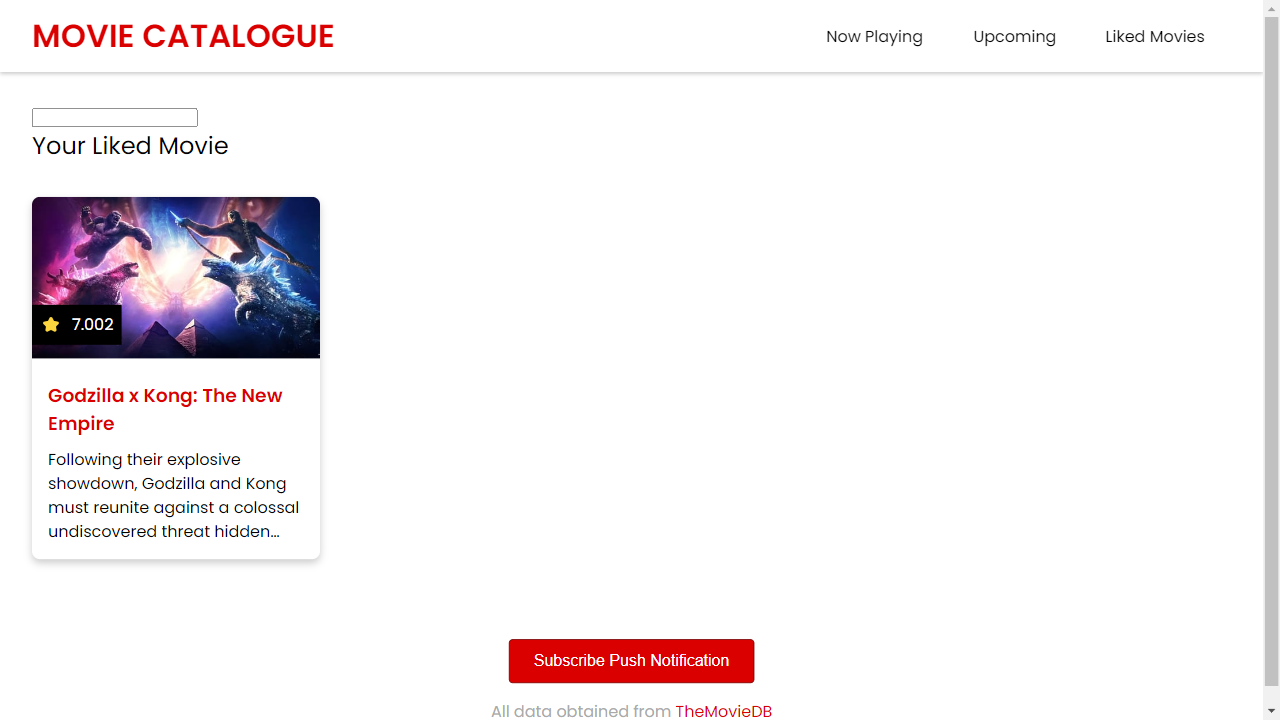 MOVIE CATALOGUE
Now Playing
Upcoming
Liked Movies
Your Liked Movie
7.002
Godzilla x Kong: The New
Empire
Following their explosive
showdown, Godzilla and Kong
must reunite against a colossal
undiscovered threat hidden...
Subscribe Push Notification
All data obtained from TheMovieDB